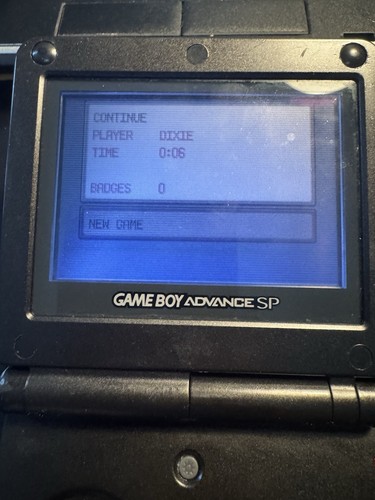 CONTINUE
PLAYER DIXIE
TIME 0:06
BADGES 0
NEW GAME
GAME BOY ADVANCE SP